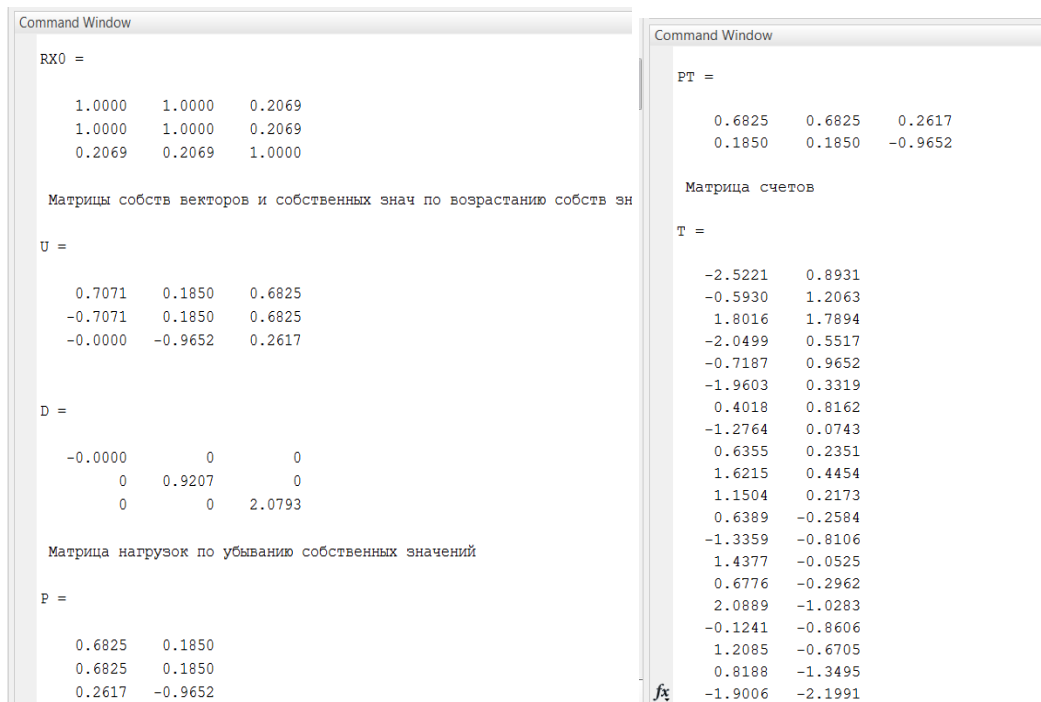 Command Window
RX0 =
1.0000 1.0000 0.2069
1.0000 1.0000 0.2069
0.2069 0.2069 1.0000
Матрицы собств векторов и собственных знач по возрастанию собств зн
U =
0.7071 0.1850 0.6825
-0.7071 0.1850 0.6825
-0.0000 -0.9652 0.2617
D =
-0.0000 0 0
0 0.9207 0
0 0 2.0793
Матрица нагрузок по убыванию собственных значений
P =
0.6825 0.1850
0.6825 0.1850
0.2617 -0.9652
Command Window
PT =
0.6825 0.6825 0.2617
0.1850 0.1850 -0.9652
Матрица счетов
T =
-2.5221 0.8931
-0.5930 1.2063
1.8016 1.7894
-2.0499 0.5517
-0.7187 0.9652
-1.9603 0.3319
0.4018 0.8162
-1.2764 0.0743
0.6355 0.2351
1.6215 0.4454
1.1504 0.2173
0.6389 -0.2584
-1.3359 -0.8106
1.4377 -0.0525
0.6776 -0.2962
2.0889 -1.0283
-0.1241 -0.8606
1.2085 -0.6705
0.8188 -1.3495
fx -1.9006 -2.1991